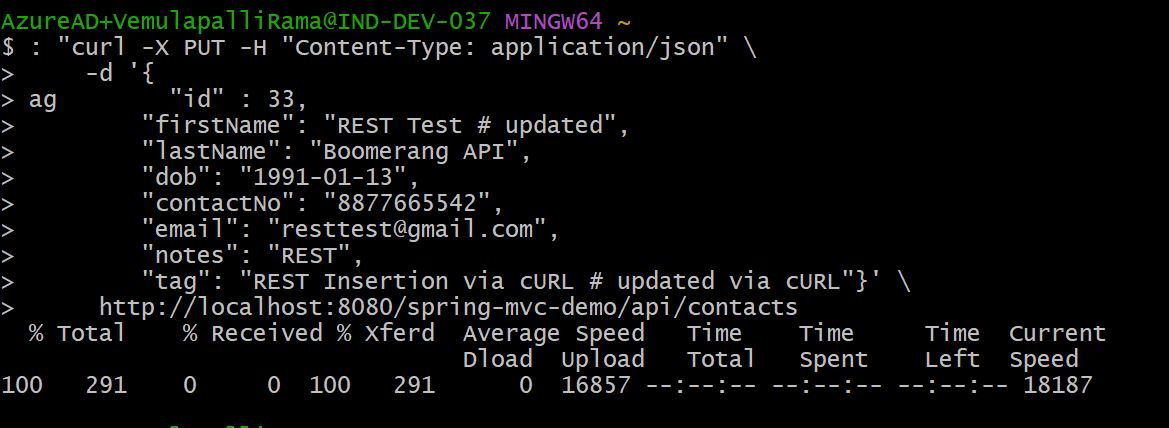 AzureAD+VemulapalliRama@IND-DEV-037 MINGW64 ~
$ : "curl -X PUT -H "Content-Type: application/json" \
>     -d '{
> ag        "id" : 33,
>         "firstName": "REST Test # updated",
>         "lastName": "Boomerang API",
>         "dob": "1991-01-13",
>         "contactNo": "8877665542",
>         "email": "resttest@gmail.com",
>         "notes": "REST",
>         "tag": "REST Insertion via cURL # updated via cURL"}' \
>      http://localhost:8080/spring-mvc-demo/api/contacts
  % Total    % Received % Xferd  Average Speed   Time    Time     Time  Current
                                 Dload  Upload   Total   Spent    Left  Speed
100   291    0     0  100   291      0  16857 --:--:-- --:--:-- --:--:-- 18187